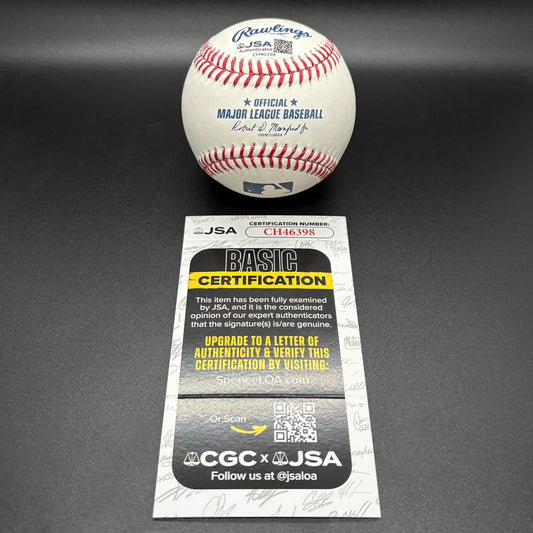 Rawlings
JSA
Authenticated
CH46398
★ OFFICIAL ★
MAJOR LEAGUE BASEBALL
Robert D. Manfred Jr.
COMMISSIONER
JSA
CERTIFICATION NUMBER:
CH46398
BASIC
CERTIFICATION
This item has been fully examined
by JSA, and it is the considered
opinion of our expert authenticators
that the signature(s) is/are genuine.
UPGRADE TO A LETTER OF
AUTHENTICITY & VERIFY THIS
CERTIFICATION BY VISITING:
SpenceLOA.com
Or Scan
CGC x JSA
Follow us at @jsaloa